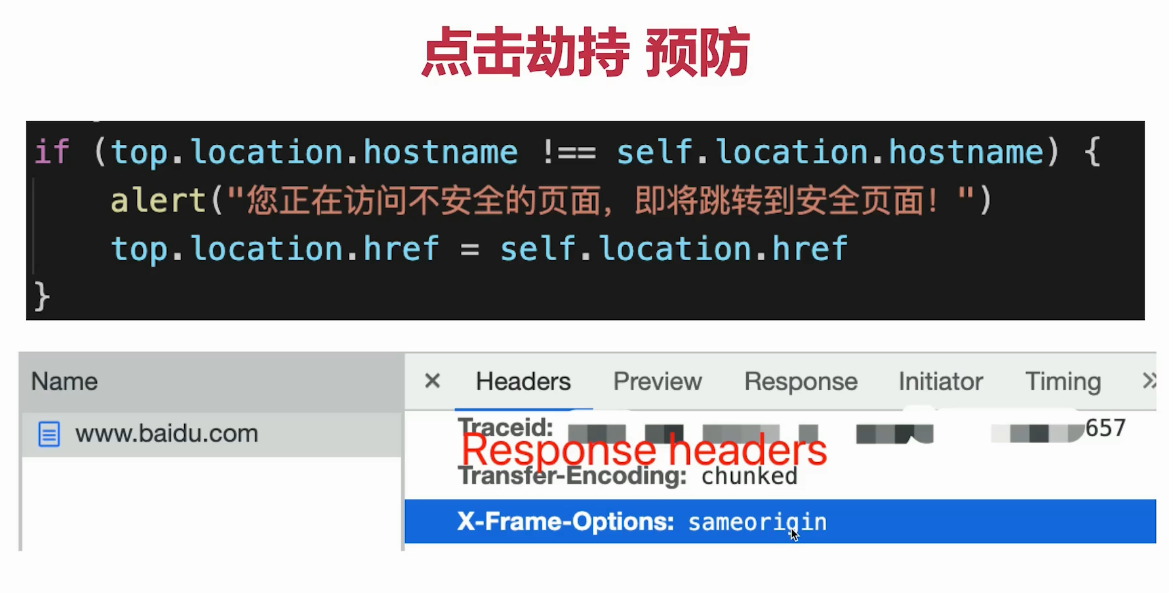 点击劫持 预防
if (top.location.hostname !== self.location.hostname) {
alert("您正在访问不安全的页面，即将跳转到安全页面！")
top.location.href = self.location.href
}
Name
× Headers Preview Response Initiator Timing »
www.baidu.com
Traceid: 657
Response headers
Transfer-Encoding: chunked
X-Frame-Options: sameorigin